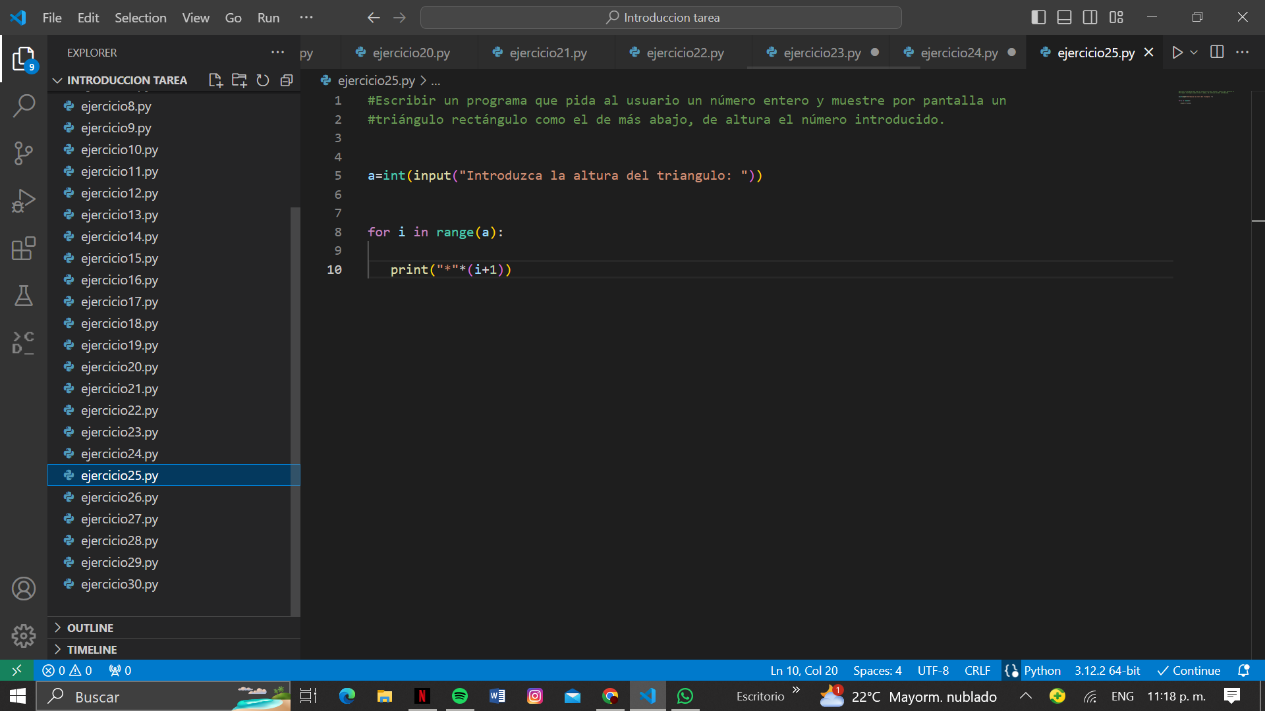 File Edit Selection View Go Run ···
Introduccion tarea
EXPLORER ···
py ejercicio20.py ejercicio21.py ejercicio22.py ejercicio23.py ejercicio24.py ejercicio25.py
INTRODUCCION TAREA
ejercicio25.py > ...
ejercicio8.py
ejercicio9.py
ejercicio10.py
ejercicio11.py
ejercicio12.py
ejercicio13.py
ejercicio14.py
ejercicio15.py
ejercicio16.py
ejercicio17.py
ejercicio18.py
ejercicio19.py
ejercicio20.py
ejercicio21.py
ejercicio22.py
ejercicio23.py
ejercicio24.py
ejercicio25.py
ejercicio26.py
ejercicio27.py
ejercicio28.py
ejercicio29.py
ejercicio30.py
OUTLINE
TIMELINE
9
1 #Escribir un programa que pida al usuario un número entero y muestre por pantalla un
2 #triángulo rectángulo como el de más abajo, de altura el número introducido.
3
4
5 a=int(input("Introduzca la altura del triangulo: "))
6
7
8 for i in range(a):
9
10 print("*"*(i+1))
0 0 0 Ln 10, Col 20 Spaces: 4 UTF-8 CRLF Python 3.12.2 64-bit Continue
Buscar Escritorio » 1 22°C Mayorm. nublado ENG 11:18 p. m.